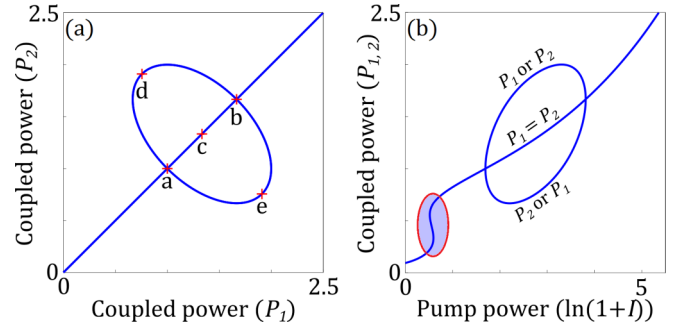 2.5
(a)
Coupled power (P₂)
d
b
c
a
e
0
0
2.5
Coupled power (P₁)
2.5
(b)
Coupled power (P₁,₂)
P₁ or P₂
P₁ = P₂
P₂ or P₁
0
0
5
Pump power (ln(1+I))